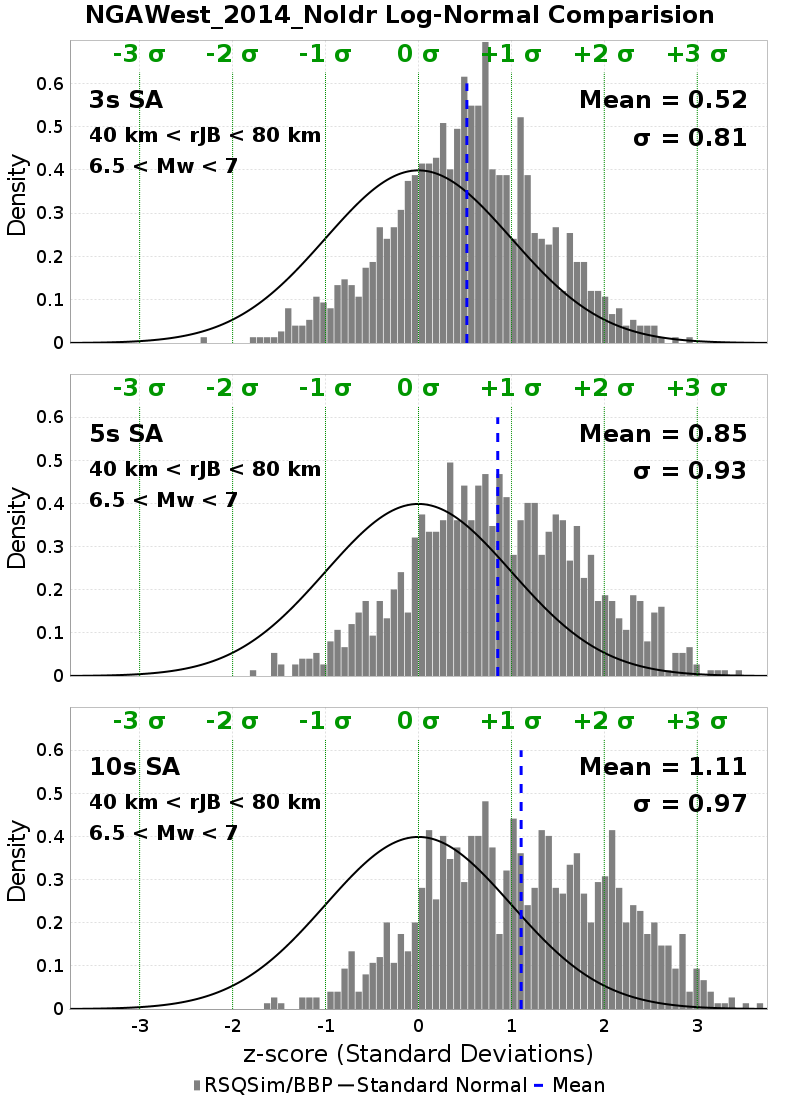 NGAWest_2014_NoIdr Log-Normal Comparision
-3 σ -2 σ -1 σ 0 σ +1 σ +2 σ +3 σ
3s SA
Mean = 0.52
40 km < rJB < 80 km
σ = 0.81
6.5 < Mw < 7
Density
0.6
0.5
0.4
0.3
0.2
0.1
0
-3 σ -2 σ -1 σ 0 σ +1 σ +2 σ +3 σ
5s SA
Mean = 0.85
40 km < rJB < 80 km
σ = 0.93
6.5 < Mw < 7
Density
0.6
0.5
0.4
0.3
0.2
0.1
0
-3 σ -2 σ -1 σ 0 σ +1 σ +2 σ +3 σ
10s SA
Mean = 1.11
40 km < rJB < 80 km
σ = 0.97
6.5 < Mw < 7
Density
0.6
0.5
0.4
0.3
0.2
0.1
0
-3 -2 -1 0 1 2 3
z-score (Standard Deviations)
RSQSim/BBP Standard Normal Mean